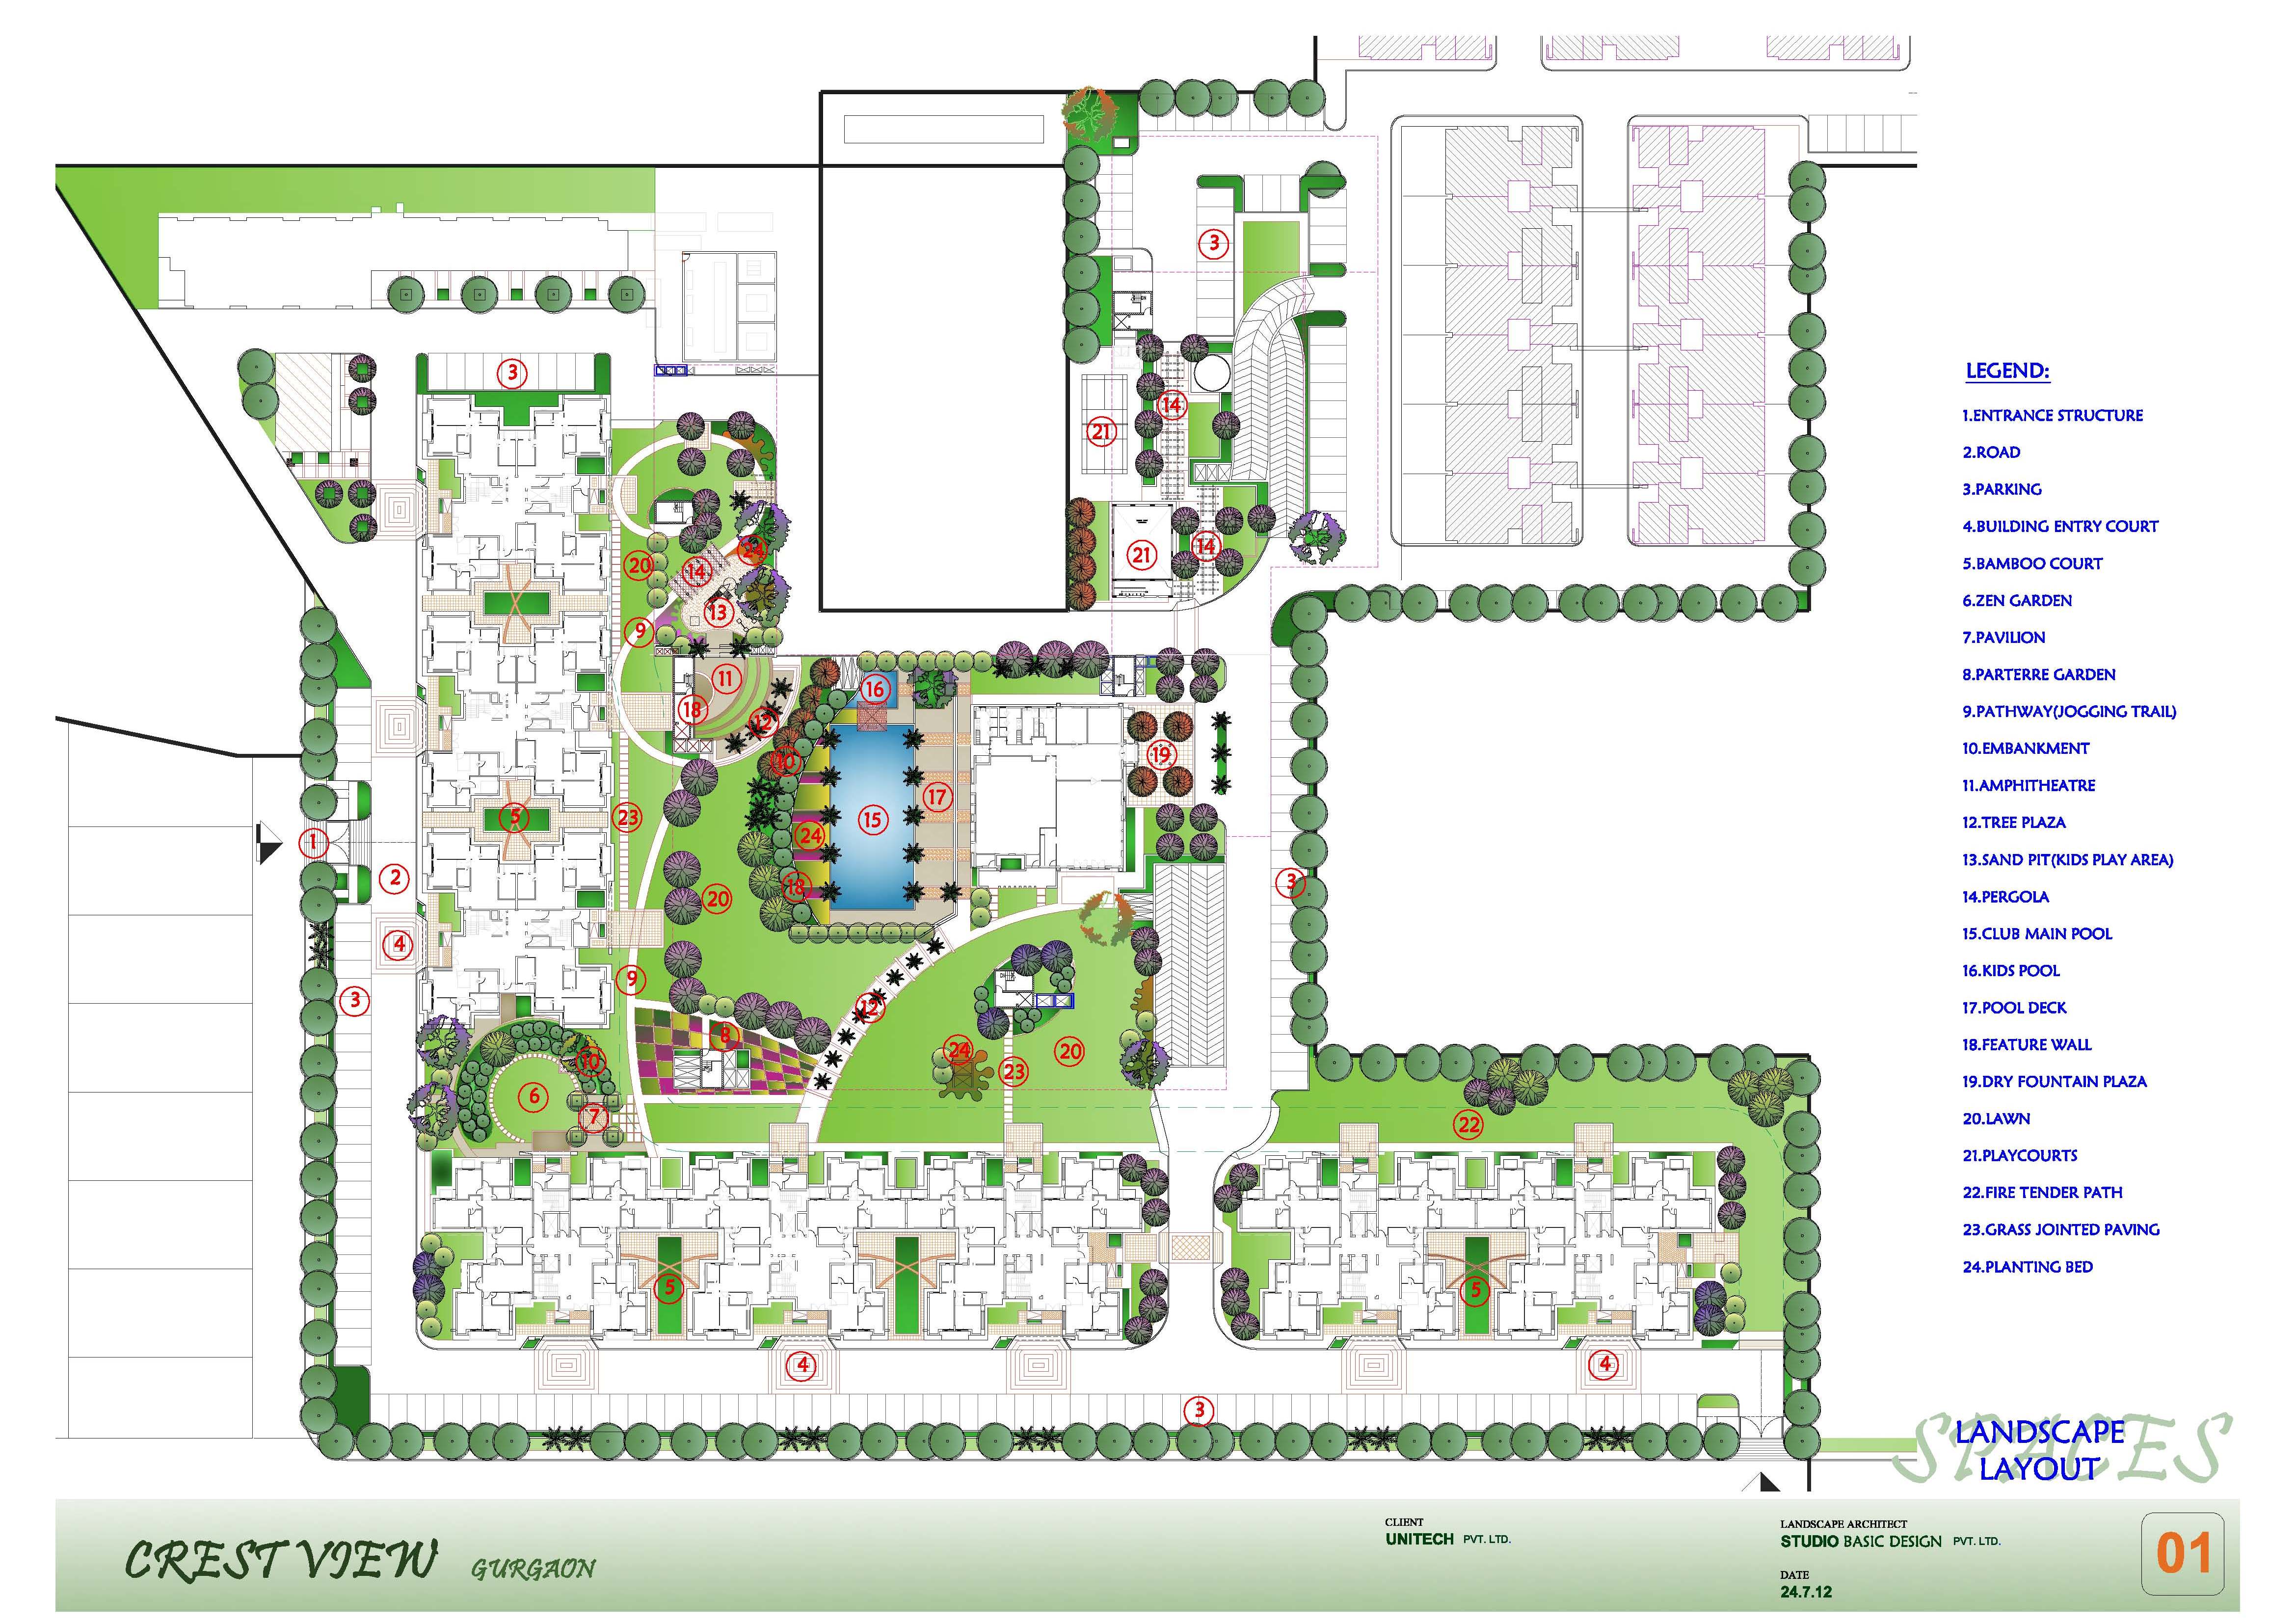 3
3
21
14
21
14
20
14
24
13
9
11
18
12
16
10
19
17
15
24
5
23
1
2
18
20
3
4
9
3
12
8
24
20
23
10
6
7
22
5
5
4
4
3
LEGEND:
1.ENTRANCE STRUCTURE
2.ROAD
3.PARKING
4.BUILDING ENTRY COURT
5.BAMBOO COURT
6.ZEN GARDEN
7.PAVILION
8.PARTERRE GARDEN
9.PATHWAY(JOGGING TRAIL)
10.EMBANKMENT
11.AMPHITHEATRE
12.TREE PLAZA
13.SAND PIT(KIDS PLAY AREA)
14.PERGOLA
15.CLUB MAIN POOL
16.KIDS POOL
17.POOL DECK
18.FEATURE WALL
19.DRY FOUNTAIN PLAZA
20.LAWN
21.PLAYCOURTS
22.FIRE TENDER PATH
23.GRASS JOINTED PAVING
24.PLANTING BED
SPACES
LANDSCAPE
LAYOUT
CREST VIEW GURGAON
CLIENT
UNITECH PVT. LTD.
LANDSCAPE ARCHITECT
STUDIO BASIC DESIGN PVT. LTD.
DATE
24.7.12
01